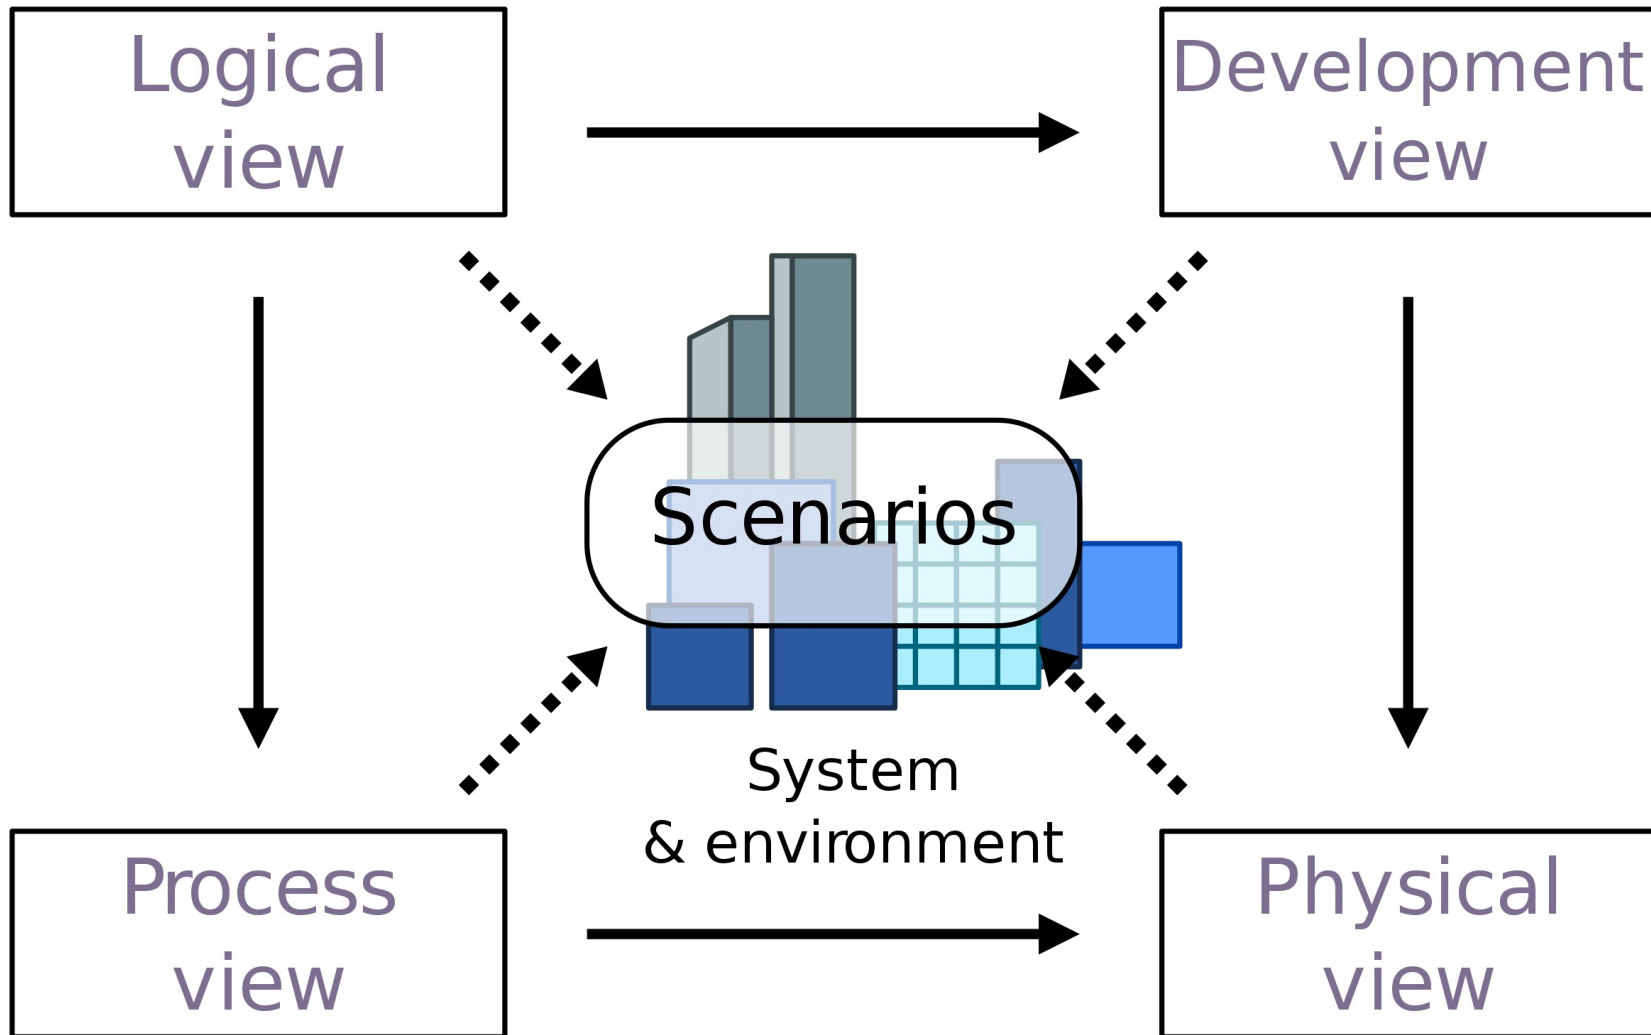 Logical
view
Development
view
Scenarios
System
& environment
Process
view
Physical
view